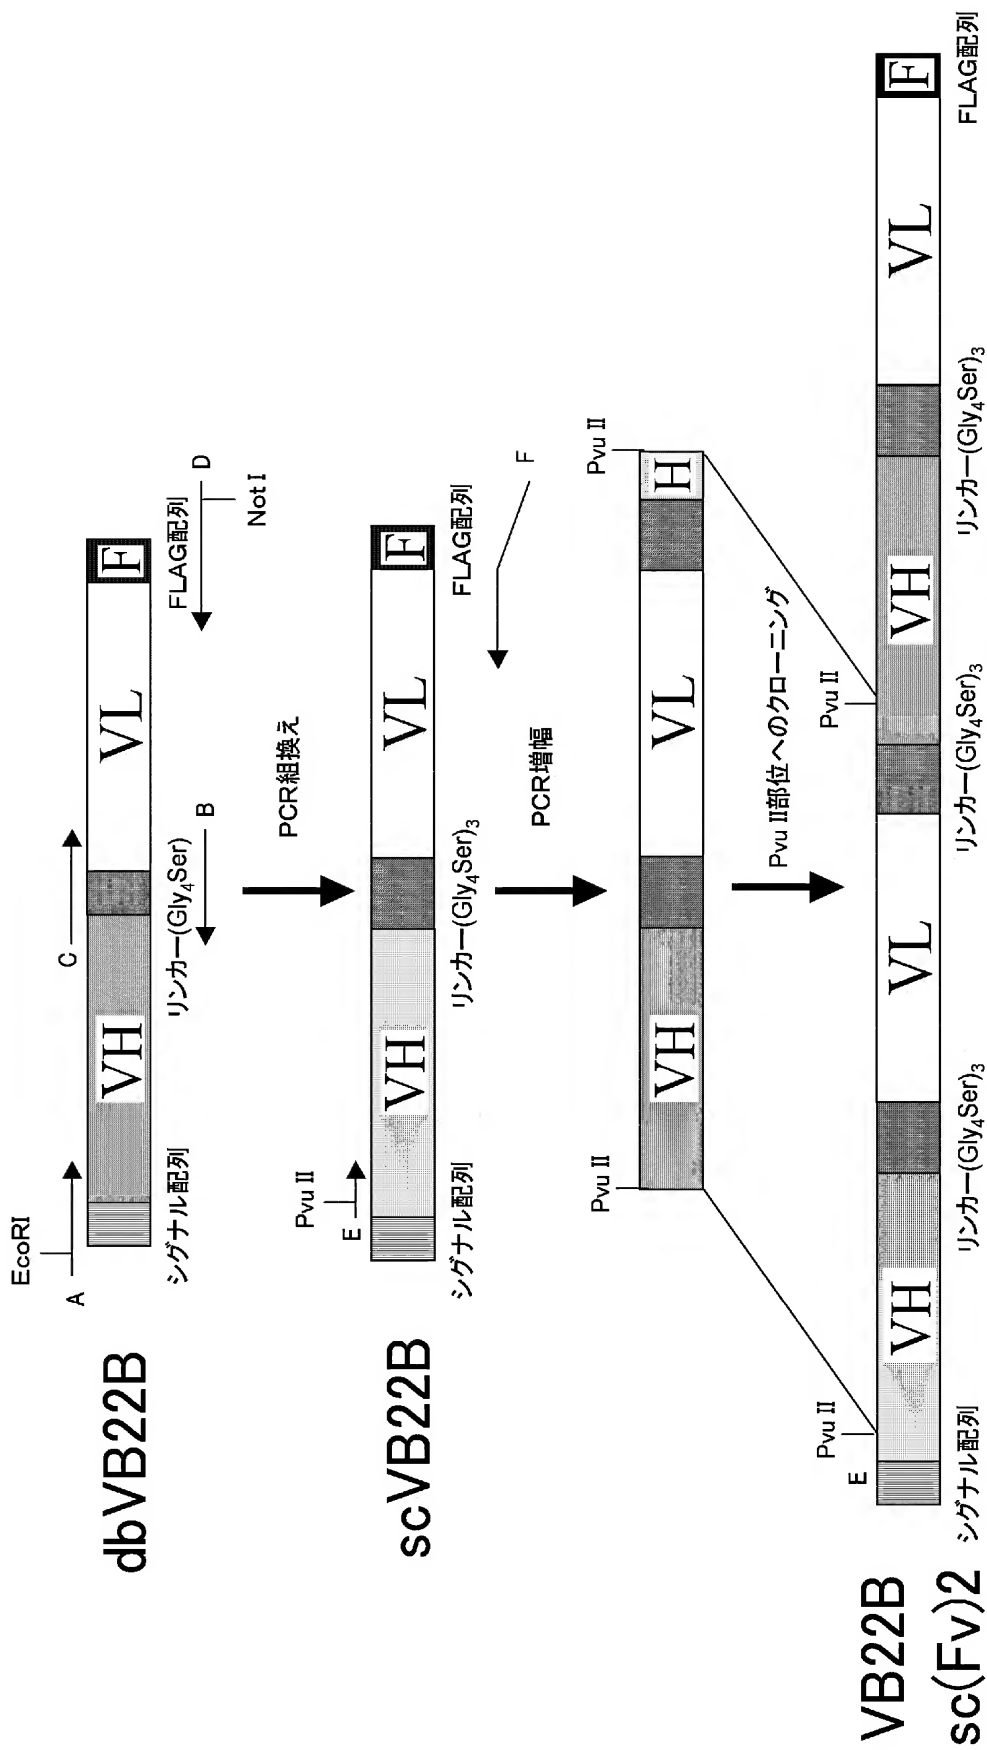 EcoRI
A
C
dbVB22B
VH
VL
F
シグナル配列
リンカー(Gly4Ser)
FLAG配列
B
D
Not I
PCR組換え
Pvu II
E
scVB22B
VH
VL
F
シグナル配列
リンカー(Gly4Ser)3
FLAG配列
F
PCR増幅
Pvu II
Pvu II
VH
VL
H
Pvu II部位へのクローニング
E
Pvu II
Pvu II
VB22B
sc(Fv)2
VH
VL
VH
VL
F
シグナル配列
リンカー(Gly4Ser)3
リンカー(Gly4Ser)3
リンカー(Gly4Ser)3
FLAG配列